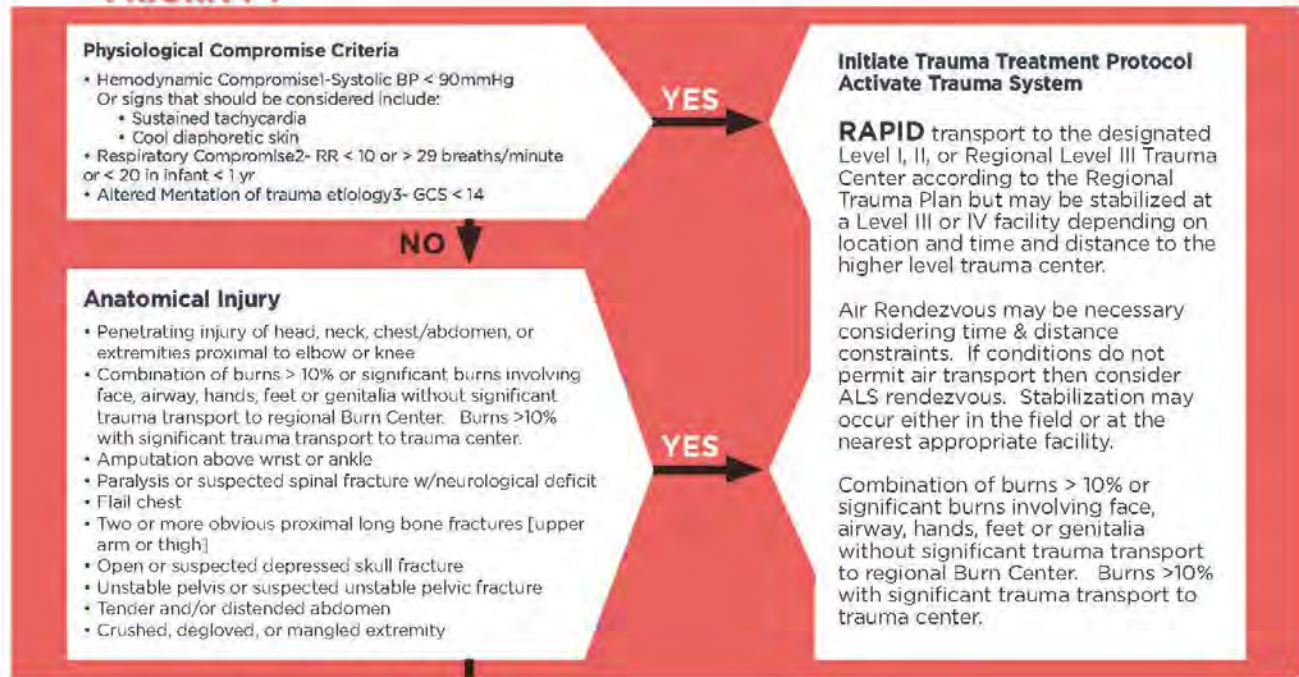 Physiological Compromise Criteria
• Hemodynamic Compromise1-Systolic BP < 90mmHg
Or signs that should be considered include:
• Sustained tachycardia
• Cool diaphoretic skin
• Respiratory Compromise2- RR < 10 or > 29 breaths/minute
or < 20 in infant < 1 yr
• Altered Mentation of trauma etiology3- GCS < 14
YES
Initiate Trauma Treatment Protocol
Activate Trauma System
RAPID transport to the designated
Level I, II, or Regional Level III Trauma
Center according to the Regional
Trauma Plan but may be stabilized at
a Level III or IV facility depending on
location and time and distance to the
higher level trauma center.
Air Rendezvous may be necessary
considering time & distance
constraints. If conditions do not
permit air transport then consider
ALS rendezvous. Stabilization may
occur either in the field or at the
nearest appropriate facility.
Combination of burns > 10% or
significant burns involving face,
airway, hands, feet or genitalia
without significant trauma transport
to regional Burn Center. Burns >10%
with significant trauma transport to
trauma center.
NO
Anatomical Injury
• Penetrating injury of head, neck, chest/abdomen, or
extremities proximal to elbow or knee
• Combination of burns > 10% or significant burns involving
face, airway, hands, feet or genitalia without significant
trauma transport to regional Burn Center. Burns >10%
with significant trauma transport to trauma center.
• Amputation above wrist or ankle
• Paralysis or suspected spinal fracture w/neurological deficit
• Flail chest
• Two or more obvious proximal long bone fractures [upper
arm or thigh]
• Open or suspected depressed skull fracture
• Unstable pelvis or suspected unstable pelvic fracture
• Tender and/or distended abdomen
• Crushed, degloved, or mangled extremity
YES